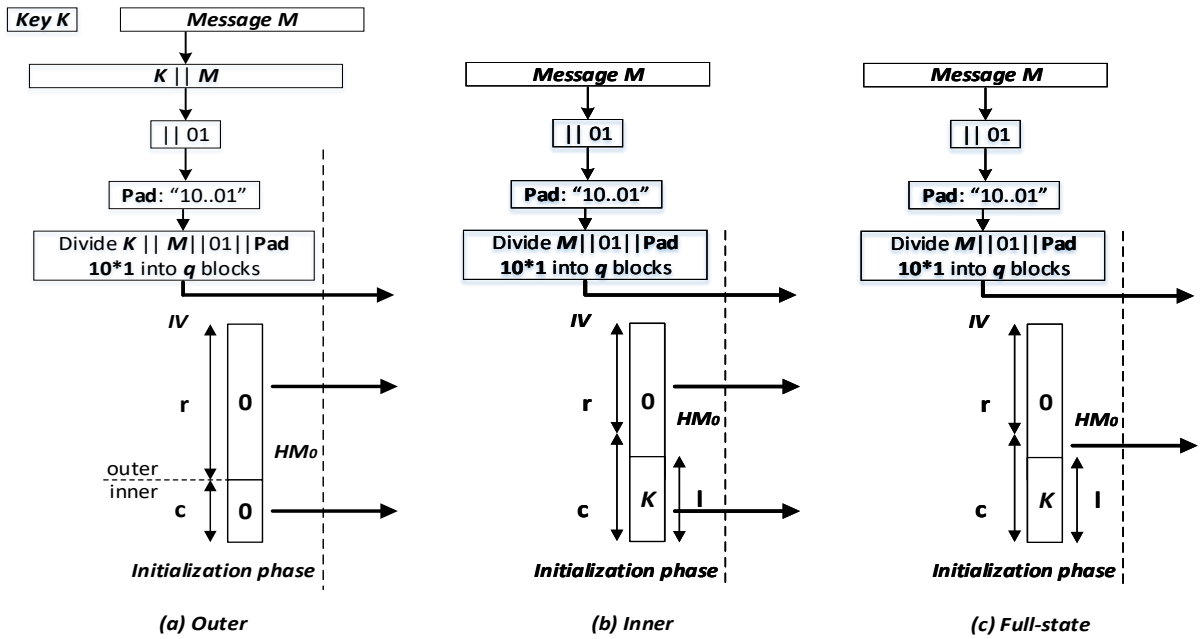 Key K
Message M
K || M
|| 01
Pad: “10..01”
Divide K || M||01||Pad
10*1 into q blocks
IV
r
0
HM₀
outer
inner
c
0
Initialization phase
(a) Outer
Message M
|| 01
Pad: “10..01”
Divide M||01||Pad
10*1 into q blocks
IV
r
0
HM₀
c
K
l
Initialization phase
(b) Inner
Message M
|| 01
Pad: “10..01”
Divide M||01||Pad
10*1 into q blocks
IV
r
0
HM₀
c
K
l
Initialization phase
(c) Full-state